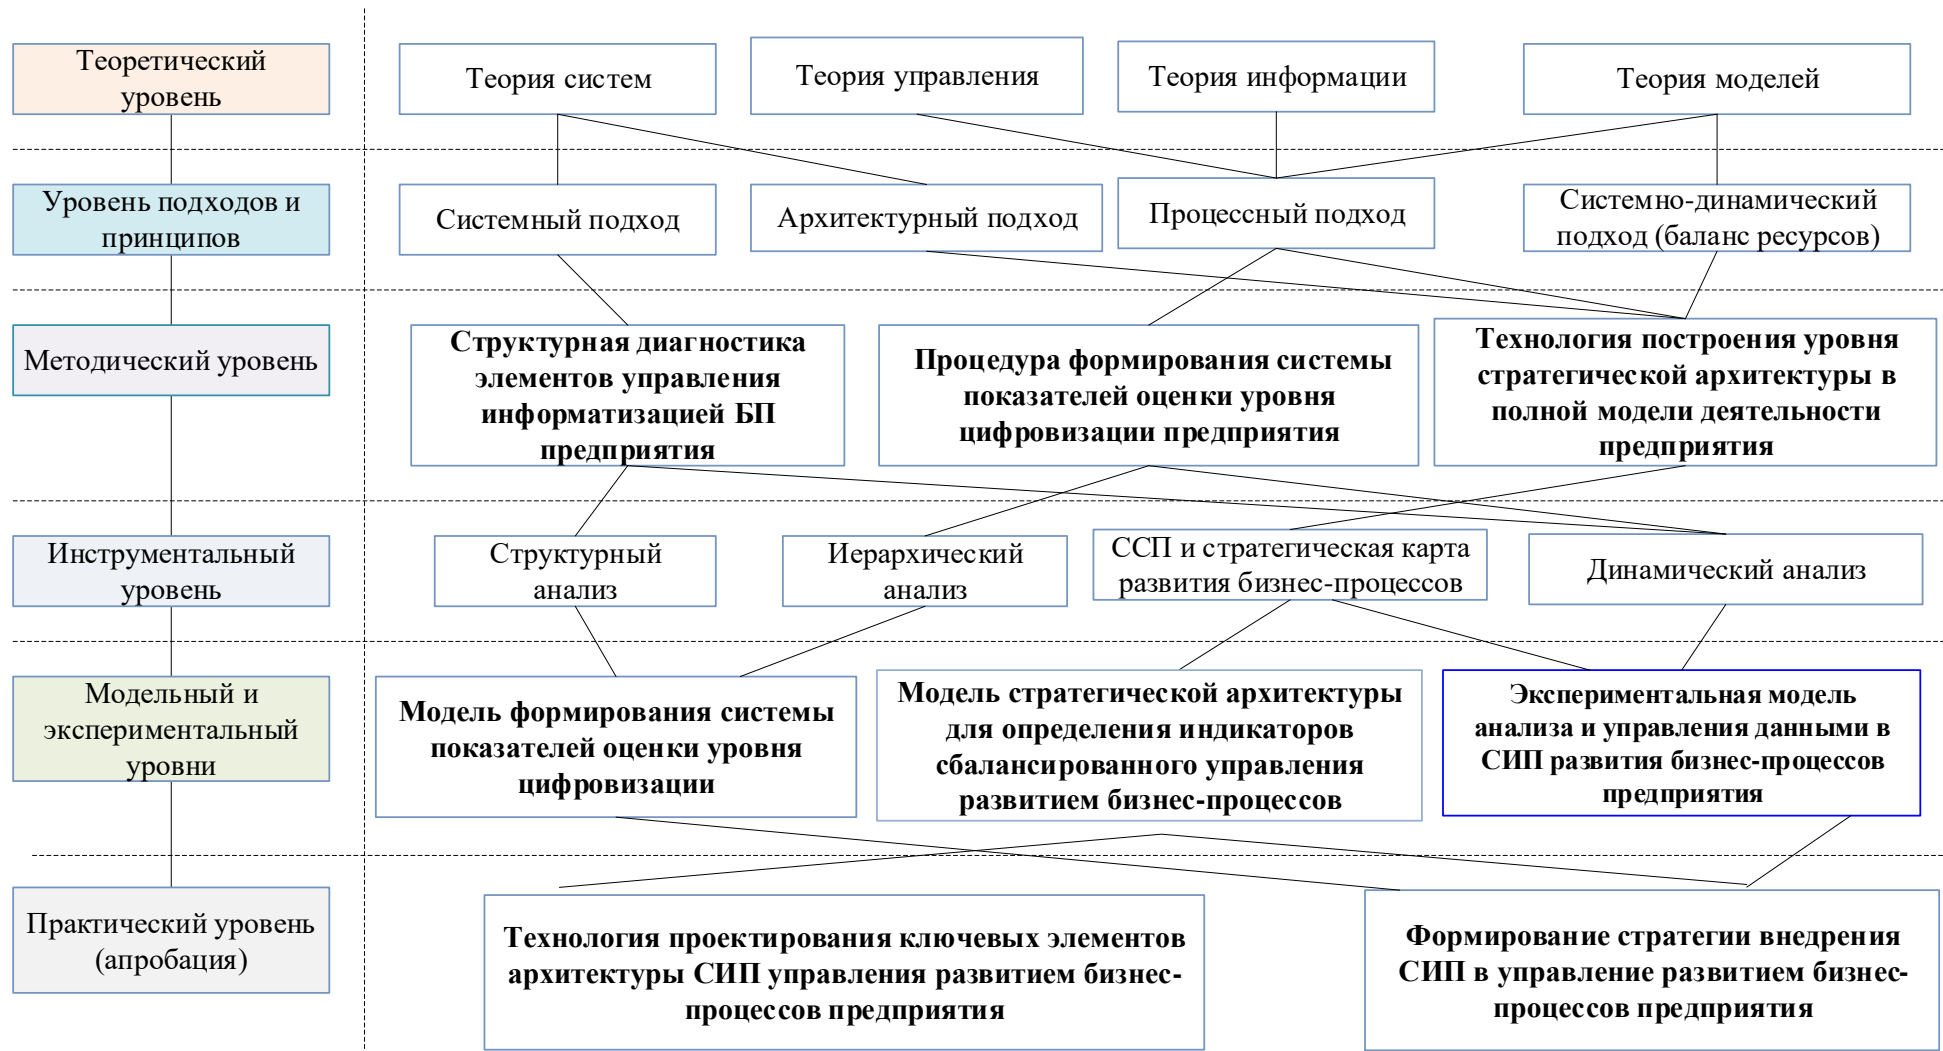 Теоретический
уровень
Теория систем
Теория управления
Теория информации
Теория моделей
Уровень подходов и
принципов
Системный подход
Архитектурный подход
Процессный подход
Системно-динамический
подход (баланс ресурсов)
Методический уровень
Структурная диагностика
элементов управления
информатизацией БП
предприятия
Процедура формирования системы
показателей оценки уровня
цифровизации предприятия
Технология построения уровня
стратегической архитектуры в
полной модели деятельности
предприятия
Инструментальный
уровень
Структурный
анализ
Иерархический
анализ
ССП и стратегическая карта
развития бизнес-процессов
Динамический анализ
Модельный и
экспериментальный
уровни
Модель формирования системы
показателей оценки уровня
цифровизации
Модель стратегической архитектуры
для определения индикаторов
сбалансированного управления
развитием бизнес-процессов
Экспериментальная модель
анализа и управления данными в
СИП развития бизнес-процессов
предприятия
Практический уровень
(апробация)
Технология проектирования ключевых элементов
архитектуры СИП управления развитием бизнес-
процессов предприятия
Формирование стратегии внедрения
СИП в управление развитием бизнес-
процессов предприятия